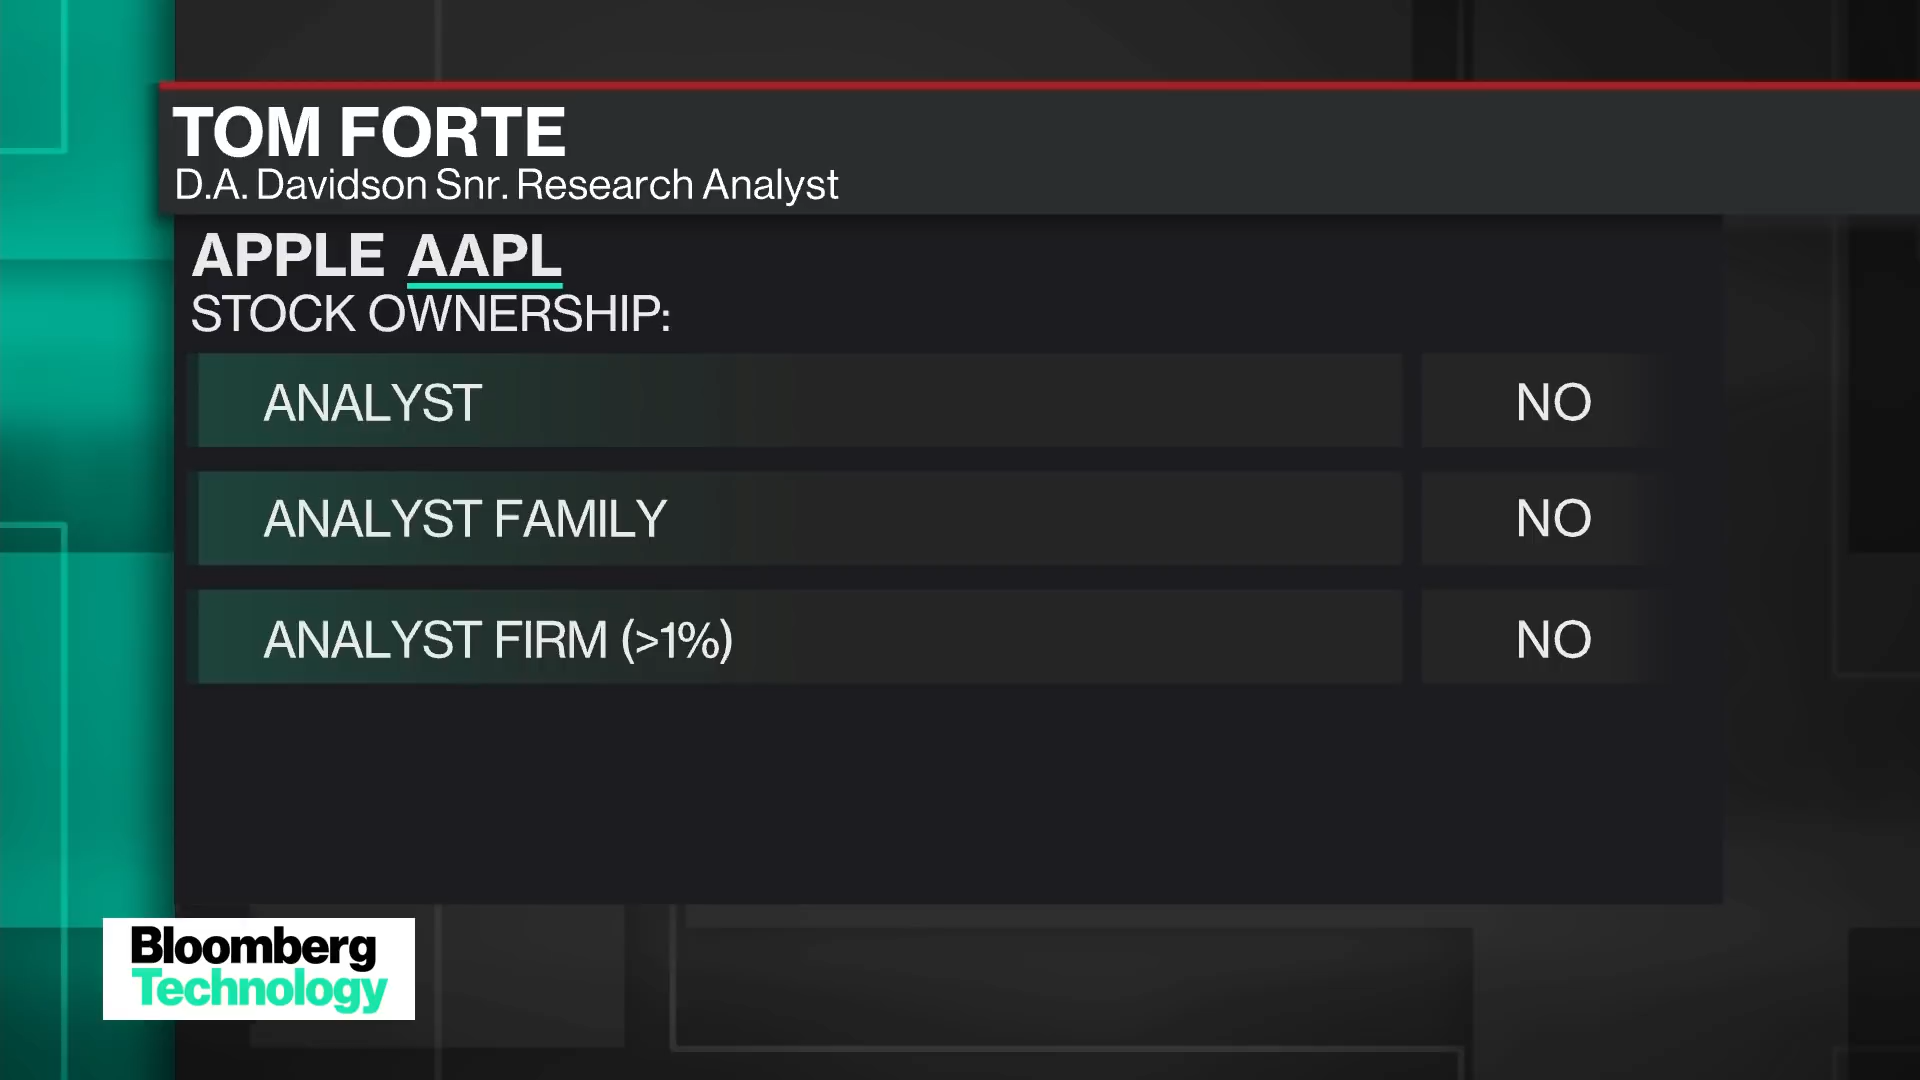 TOM FORTE
D.A. Davidson Snr. Research Analyst
APPLE AAPL
STOCK OWNERSHIP:
ANALYST NO
ANALYST FAMILY NO
ANALYST FIRM (>1%) NO
Bloomberg
Technology